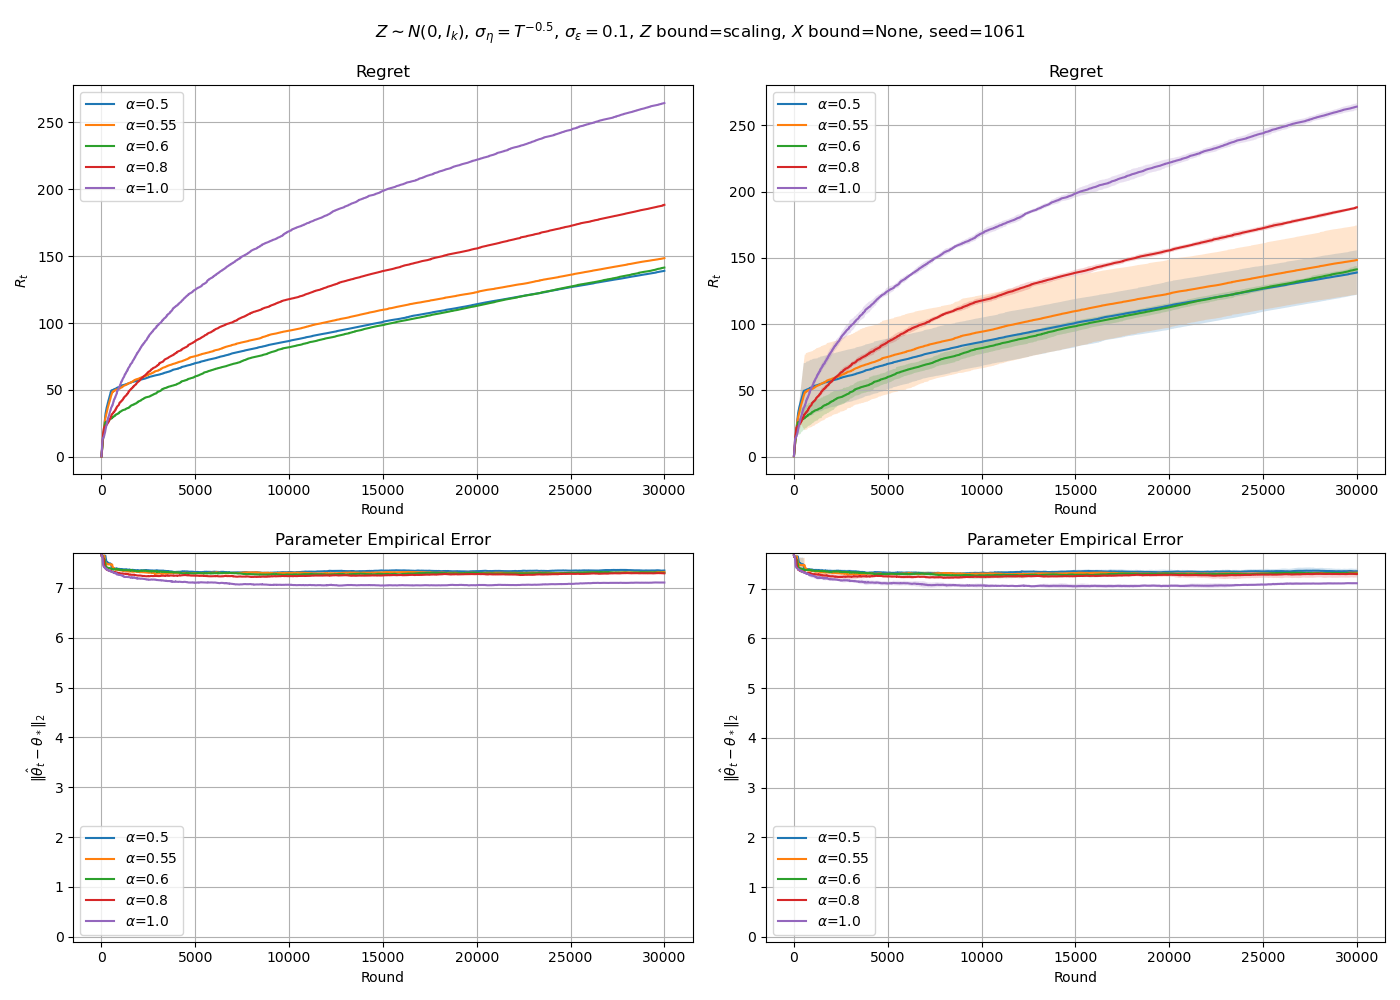 Z ~ N(0, I_k), σ_η = T^{-0.5}, σ_ε = 0.1, Z bound=scaling, X bound=None, seed=1061
Regret
R_t
250
200
150
100
50
0
α=0.5
α=0.55
α=0.6
α=0.8
α=1.0
0 5000 10000 15000 20000 25000 30000
Round
Regret
R_t
250
200
150
100
50
0
α=0.5
α=0.55
α=0.6
α=0.8
α=1.0
0 5000 10000 15000 20000 25000 30000
Round
Parameter Empirical Error
‖θ̂_t − θ_*‖_2
7
6
5
4
3
2
1
0
α=0.5
α=0.55
α=0.6
α=0.8
α=1.0
0 5000 10000 15000 20000 25000 30000
Round
Parameter Empirical Error
‖θ̂_t − θ_*‖_2
7
6
5
4
3
2
1
0
α=0.5
α=0.55
α=0.6
α=0.8
α=1.0
0 5000 10000 15000 20000 25000 30000
Round